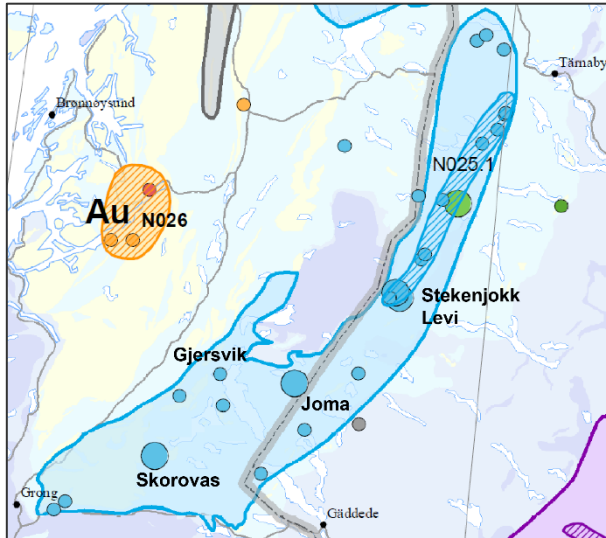 Tärnaby
Brønnøysund
N025.1
Au
N026
Stekenjokk
Levi
Gjersvik
Joma
Skorovas
Grong
Gäddede